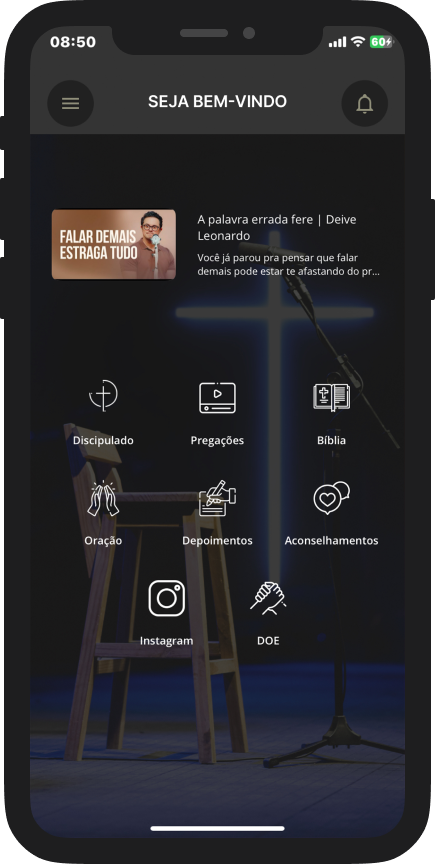 08:50
60
SEJA BEM-VINDO
FALAR DEMAIS
ESTRAGA TUDO
A palavra errada fere | Deive
Leonardo
Você já parou pra pensar que falar
demais pode estar te afastando do pr...
Discipulado
Pregações
Bíblia
Oração
Depoimentos
Aconselhamentos
Instagram
DOE